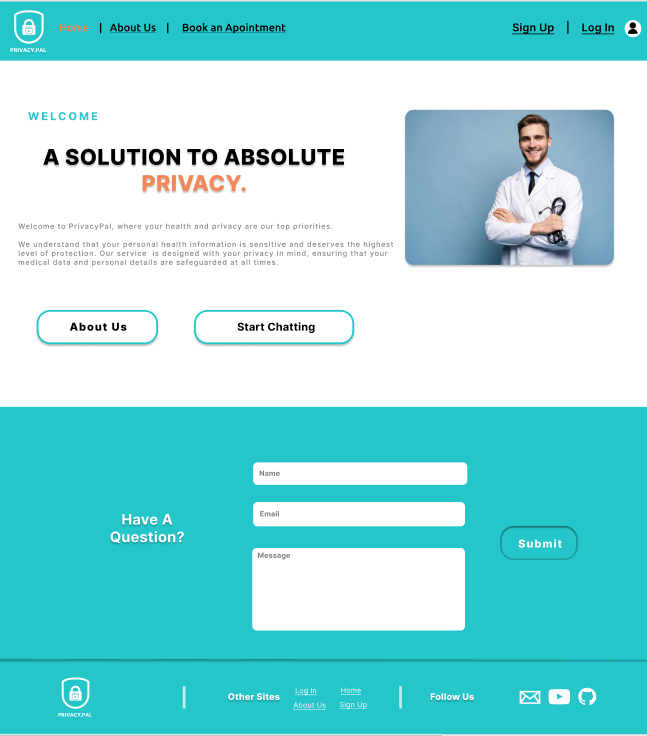 PRIVACY.PAL
Home | About Us | Book an Apointment
Sign Up | Log In
WELCOME
A SOLUTION TO ABSOLUTE
PRIVACY.
Welcome to PrivacyPal, where your health and privacy are our top priorities.
We understand that your personal health information is sensitive and deserves the highest
level of protection. Our service is designed with your privacy in mind, ensuring that your
medical data and personal details are safeguarded at all times.
About Us
Start Chatting
Have A
Question?
Name
Email
Message
Submit
PRIVACY.PAL
Other Sites
Log In
Home
About Us
Sign Up
Follow Us